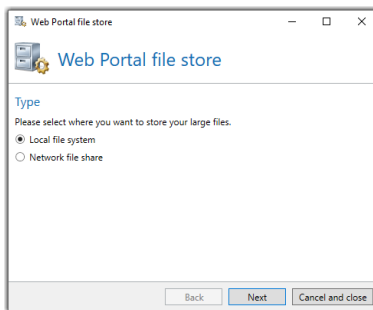 Web Portal file store
Web Portal file store
Type
Please select where you want to store your large files.
Local file system
Network file share
Back Next Cancel and close